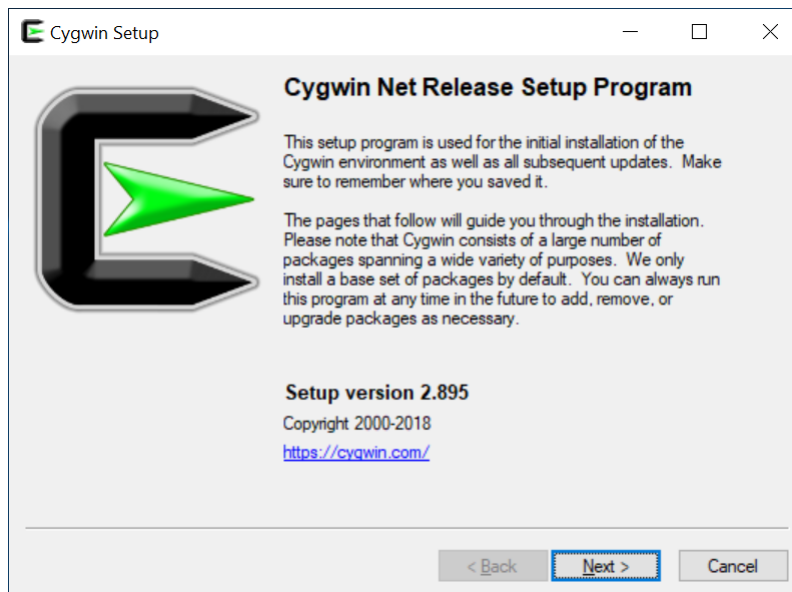 Cygwin Setup
Cygwin Net Release Setup Program
This setup program is used for the initial installation of the
Cygwin environment as well as all subsequent updates.  Make
sure to remember where you saved it.
The pages that follow will guide you through the installation.
Please note that Cygwin consists of a large number of
packages spanning a wide variety of purposes.  We only
install a base set of packages by default.  You can always run
this program at any time in the future to add, remove, or
upgrade packages as necessary.
Setup version 2.895
Copyright 2000-2018
https://cygwin.com/
< Back
Next >
Cancel